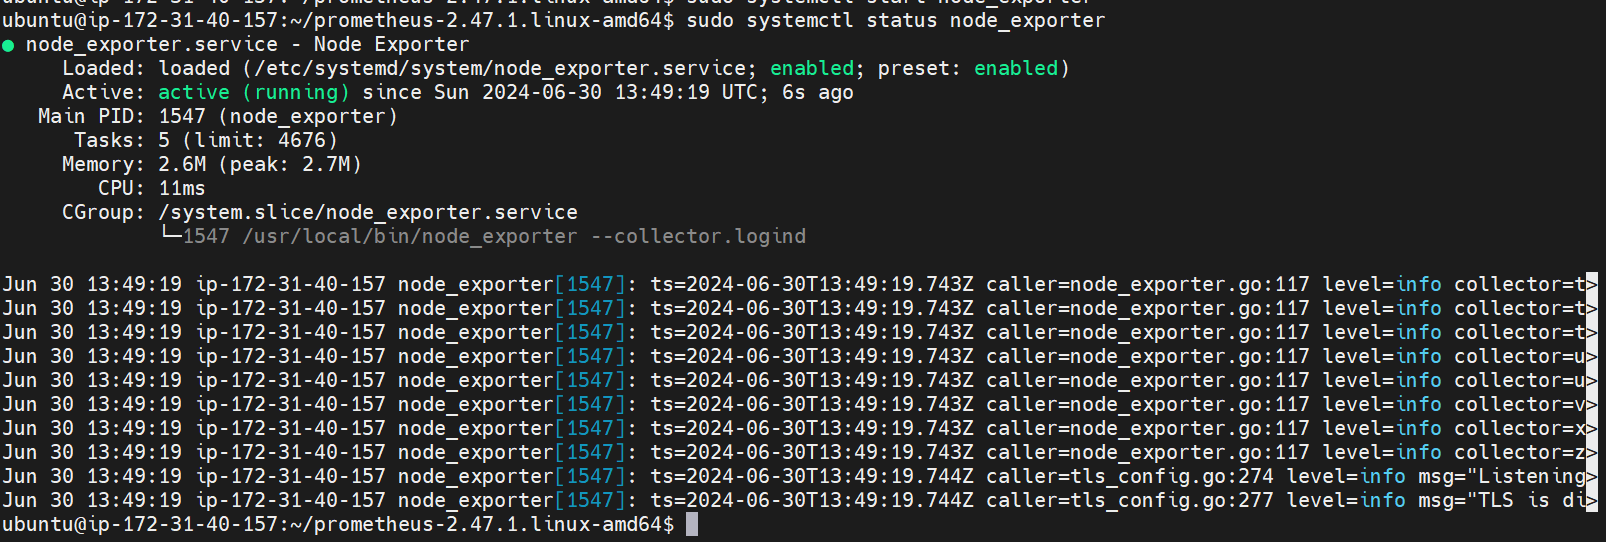 ubuntu@ip-172-31-40-157:~/prometheus-2.47.1.linux-amd64$ sudo systemctl start node_exporter
ubuntu@ip-172-31-40-157:~/prometheus-2.47.1.linux-amd64$ sudo systemctl status node_exporter
● node_exporter.service - Node Exporter
     Loaded: loaded (/etc/systemd/system/node_exporter.service; enabled; preset: enabled)
     Active: active (running) since Sun 2024-06-30 13:49:19 UTC; 6s ago
   Main PID: 1547 (node_exporter)
      Tasks: 5 (limit: 4676)
     Memory: 2.6M (peak: 2.7M)
        CPU: 11ms
     CGroup: /system.slice/node_exporter.service
             └─1547 /usr/local/bin/node_exporter --collector.logind
Jun 30 13:49:19 ip-172-31-40-157 node_exporter[1547]: ts=2024-06-30T13:49:19.743Z caller=node_exporter.go:117 level=info collector=t>
Jun 30 13:49:19 ip-172-31-40-157 node_exporter[1547]: ts=2024-06-30T13:49:19.743Z caller=node_exporter.go:117 level=info collector=t>
Jun 30 13:49:19 ip-172-31-40-157 node_exporter[1547]: ts=2024-06-30T13:49:19.743Z caller=node_exporter.go:117 level=info collector=t>
Jun 30 13:49:19 ip-172-31-40-157 node_exporter[1547]: ts=2024-06-30T13:49:19.743Z caller=node_exporter.go:117 level=info collector=u>
Jun 30 13:49:19 ip-172-31-40-157 node_exporter[1547]: ts=2024-06-30T13:49:19.743Z caller=node_exporter.go:117 level=info collector=u>
Jun 30 13:49:19 ip-172-31-40-157 node_exporter[1547]: ts=2024-06-30T13:49:19.743Z caller=node_exporter.go:117 level=info collector=v>
Jun 30 13:49:19 ip-172-31-40-157 node_exporter[1547]: ts=2024-06-30T13:49:19.743Z caller=node_exporter.go:117 level=info collector=x>
Jun 30 13:49:19 ip-172-31-40-157 node_exporter[1547]: ts=2024-06-30T13:49:19.743Z caller=node_exporter.go:117 level=info collector=z>
Jun 30 13:49:19 ip-172-31-40-157 node_exporter[1547]: ts=2024-06-30T13:49:19.744Z caller=tls_config.go:274 level=info msg="Listening>
Jun 30 13:49:19 ip-172-31-40-157 node_exporter[1547]: ts=2024-06-30T13:49:19.744Z caller=tls_config.go:277 level=info msg="TLS is di>
ubuntu@ip-172-31-40-157:~/prometheus-2.47.1.linux-amd64$